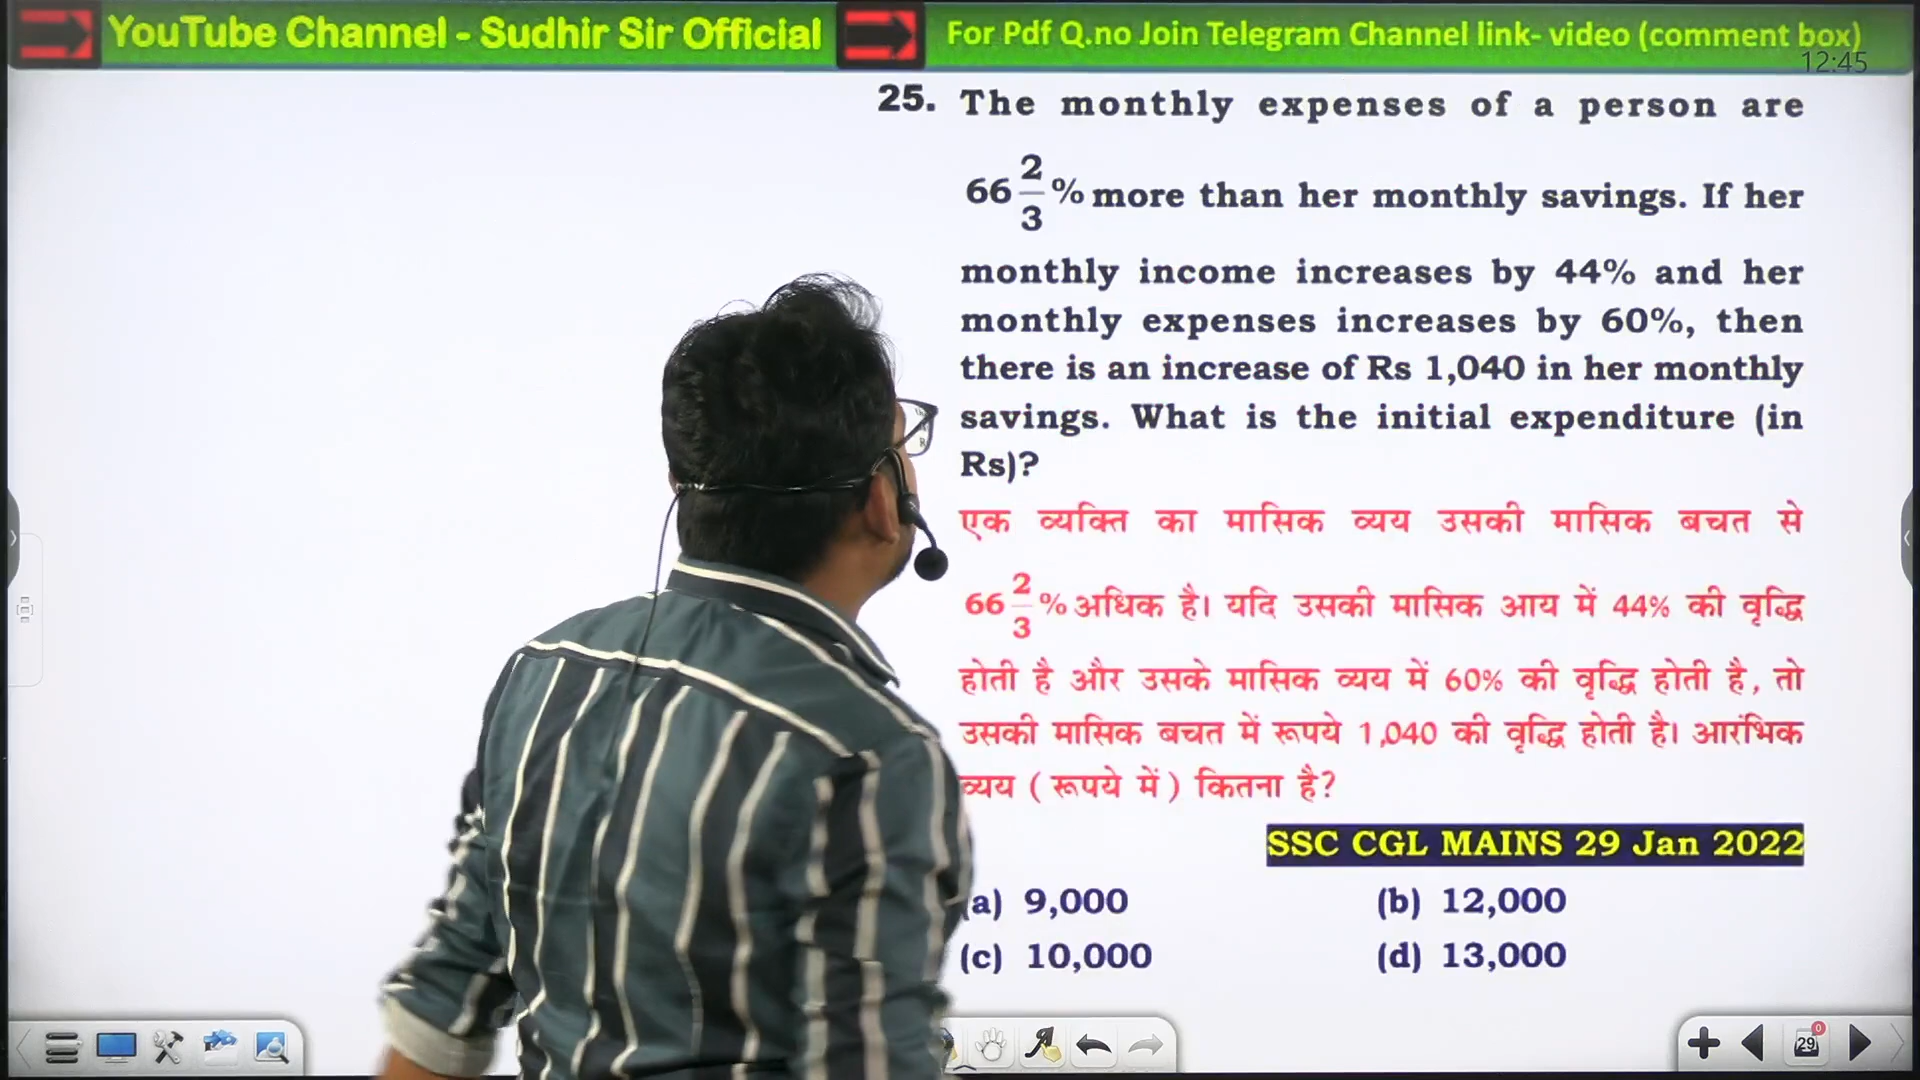 YouTube Channel - Sudhir Sir Official
For Pdf Q.no Join Telegram Channel link- video (comment box)
12:45
25. The monthly expenses of a person are
66 2/3 % more than her monthly savings. If her
monthly income increases by 44% and her
monthly expenses increases by 60%, then
there is an increase of Rs 1,040 in her monthly
savings. What is the initial expenditure (in
Rs)?
एक व्यक्ति का मासिक व्यय उसकी मासिक बचत से
66 2/3 % अधिक है। यदि उसकी मासिक आय में 44% की वृद्धि
होती है और उसके मासिक व्यय में 60% की वृद्धि होती है, तो
उसकी मासिक बचत में रूपये 1,040 की वृद्धि होती है। आरंभिक
व्यय ( रूपये में ) कितना है?
SSC CGL MAINS 29 Jan 2022
(a) 9,000 (b) 12,000
(c) 10,000 (d) 13,000
29
0